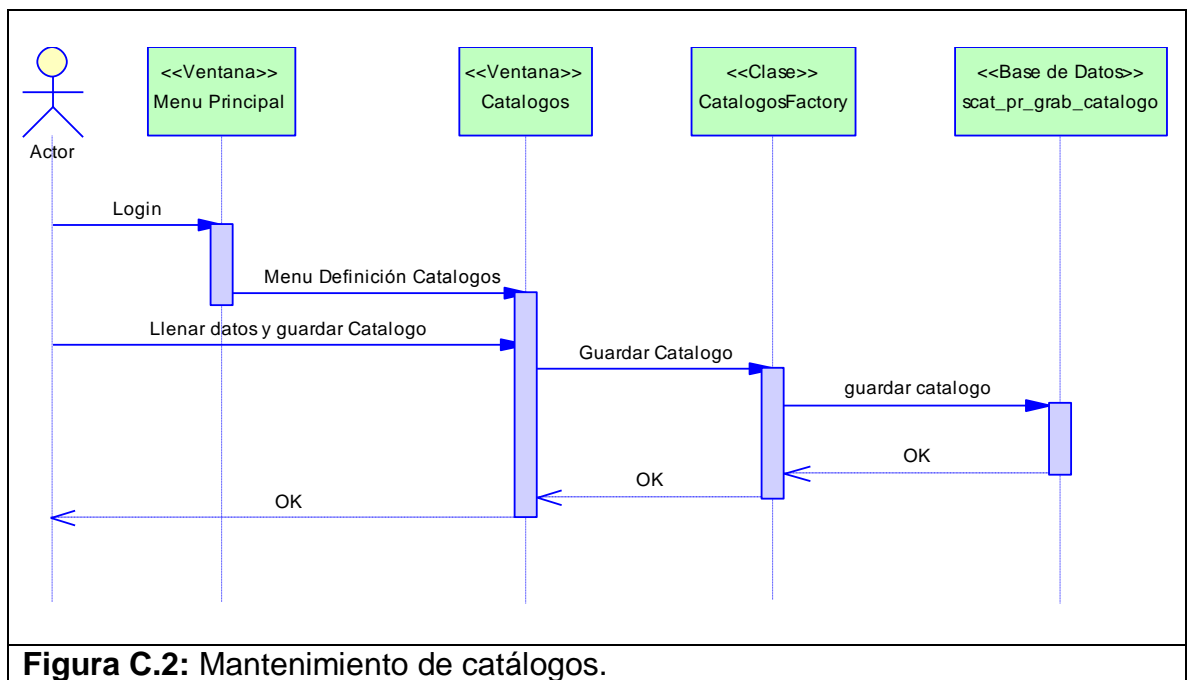 <<Ventana>>
Menu Principal
<<Ventana>>
Catalogos
<<Clase>>
CatalogosFactory
<<Base de Datos>>
scat_pr_grab_catalogo
Actor
Login
Menu Definición Catalogos
Llenar datos y guardar Catalogo
Guardar Catalogo
guardar catalogo
OK
OK
OK
Figura C.2: Mantenimiento de catálogos.